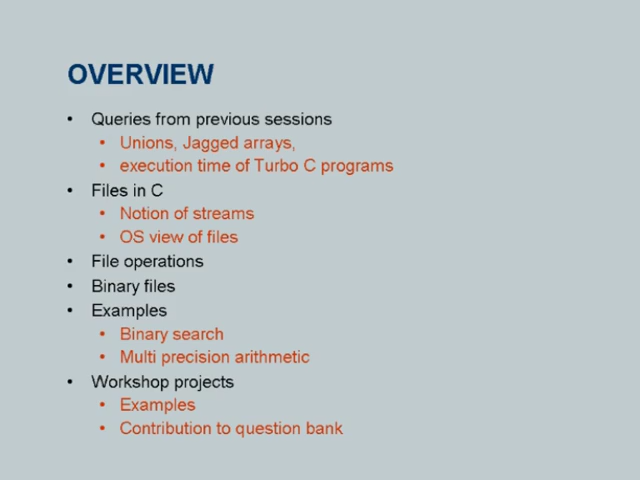 OVERVIEW
• Queries from previous sessions
• Unions, Jagged arrays,
• execution time of Turbo C programs
• Files in C
• Notion of streams
• OS view of files
• File operations
• Binary files
• Examples
• Binary search
• Multi precision arithmetic
• Workshop projects
• Examples
• Contribution to question bank